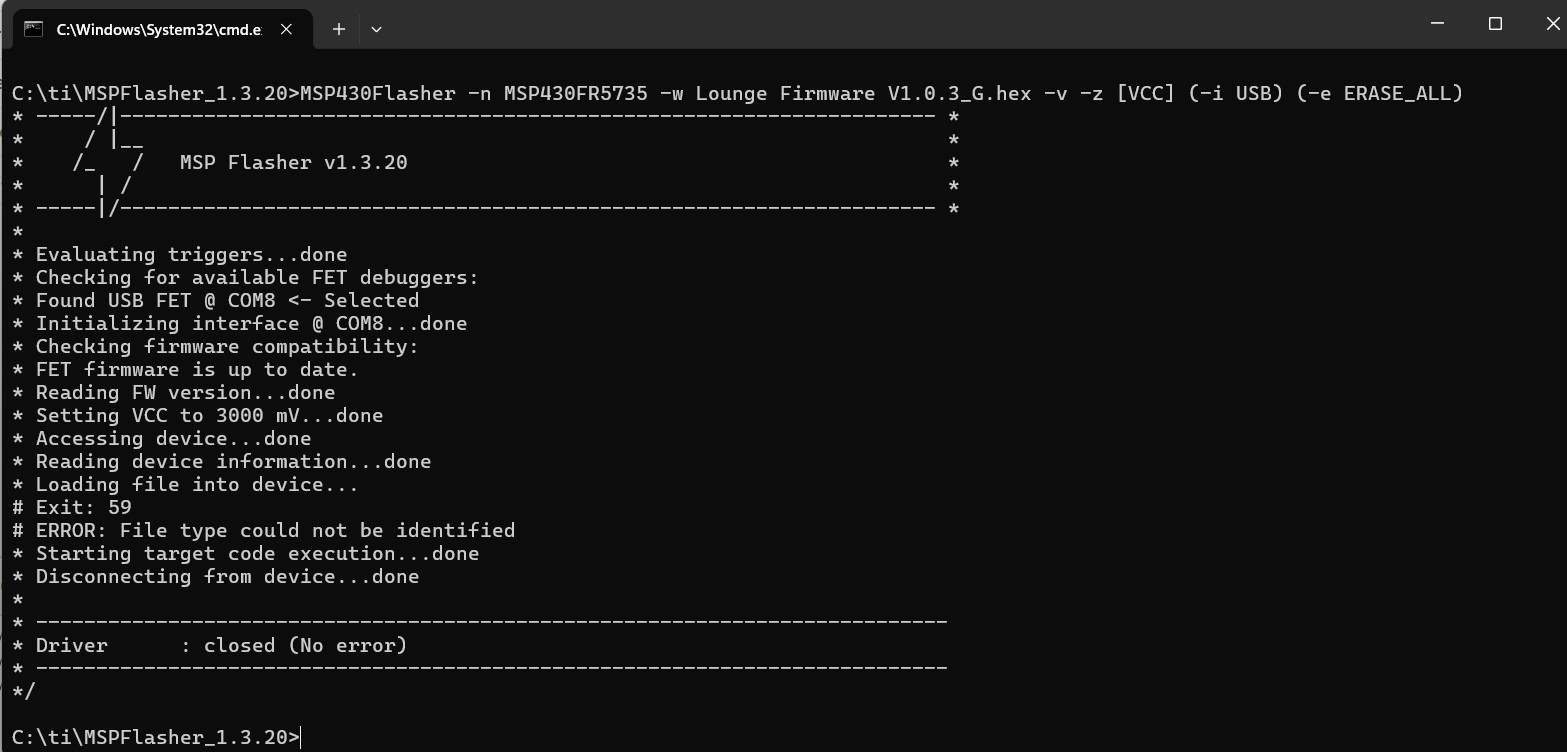 C:\Windows\System32\cmd.e
C:\ti\MSPFlasher_1.3.20>MSP430Flasher -n MSP430FR5735 -w Lounge Firmware V1.0.3_G.hex -v -z [VCC] (-i USB) (-e ERASE_ALL)
* -----/|-------------------------------------------------------------------- *
*     / |__                                                                   *
*    /_   /   MSP Flasher v1.3.20                                             *
*      | /                                                                    *
* -----|/-------------------------------------------------------------------- *
*
* Evaluating triggers...done
* Checking for available FET debuggers:
* Found USB FET @ COM8 <- Selected
* Initializing interface @ COM8...done
* Checking firmware compatibility:
* FET firmware is up to date.
* Reading FW version...done
* Setting VCC to 3000 mV...done
* Accessing device...done
* Reading device information...done
* Loading file into device...
# Exit: 59
# ERROR: File type could not be identified
* Starting target code execution...done
* Disconnecting from device...done
*
* ----------------------------------------------------------------------------
* Driver      : closed (No error)
* ----------------------------------------------------------------------------
*/
C:\ti\MSPFlasher_1.3.20>